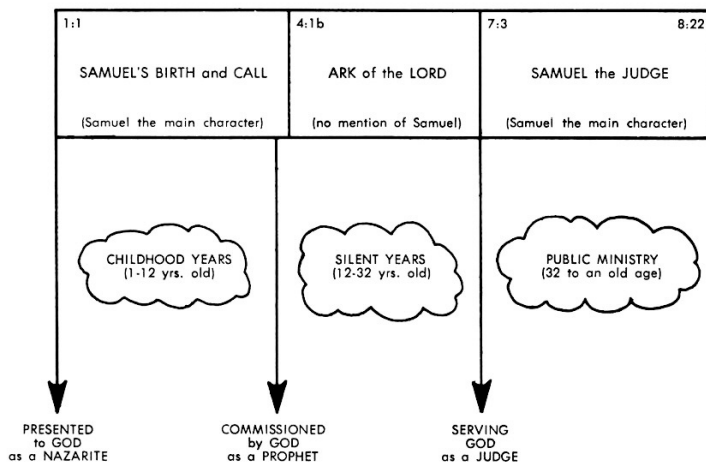 1:1
4:1b
7:3
8:22
SAMUEL'S BIRTH and CALL
ARK of the LORD
SAMUEL the JUDGE
(Samuel the main character)
(no mention of Samuel)
(Samuel the main character)
CHILDHOOD YEARS
(1-12 yrs. old)
SILENT YEARS
(12-32 yrs. old)
PUBLIC MINISTRY
(32 to an old age)
PRESENTED
to GOD
as a NAZARITE
COMMISSIONED
by GOD
as a PROPHET
SERVING
GOD
as a JUDGE